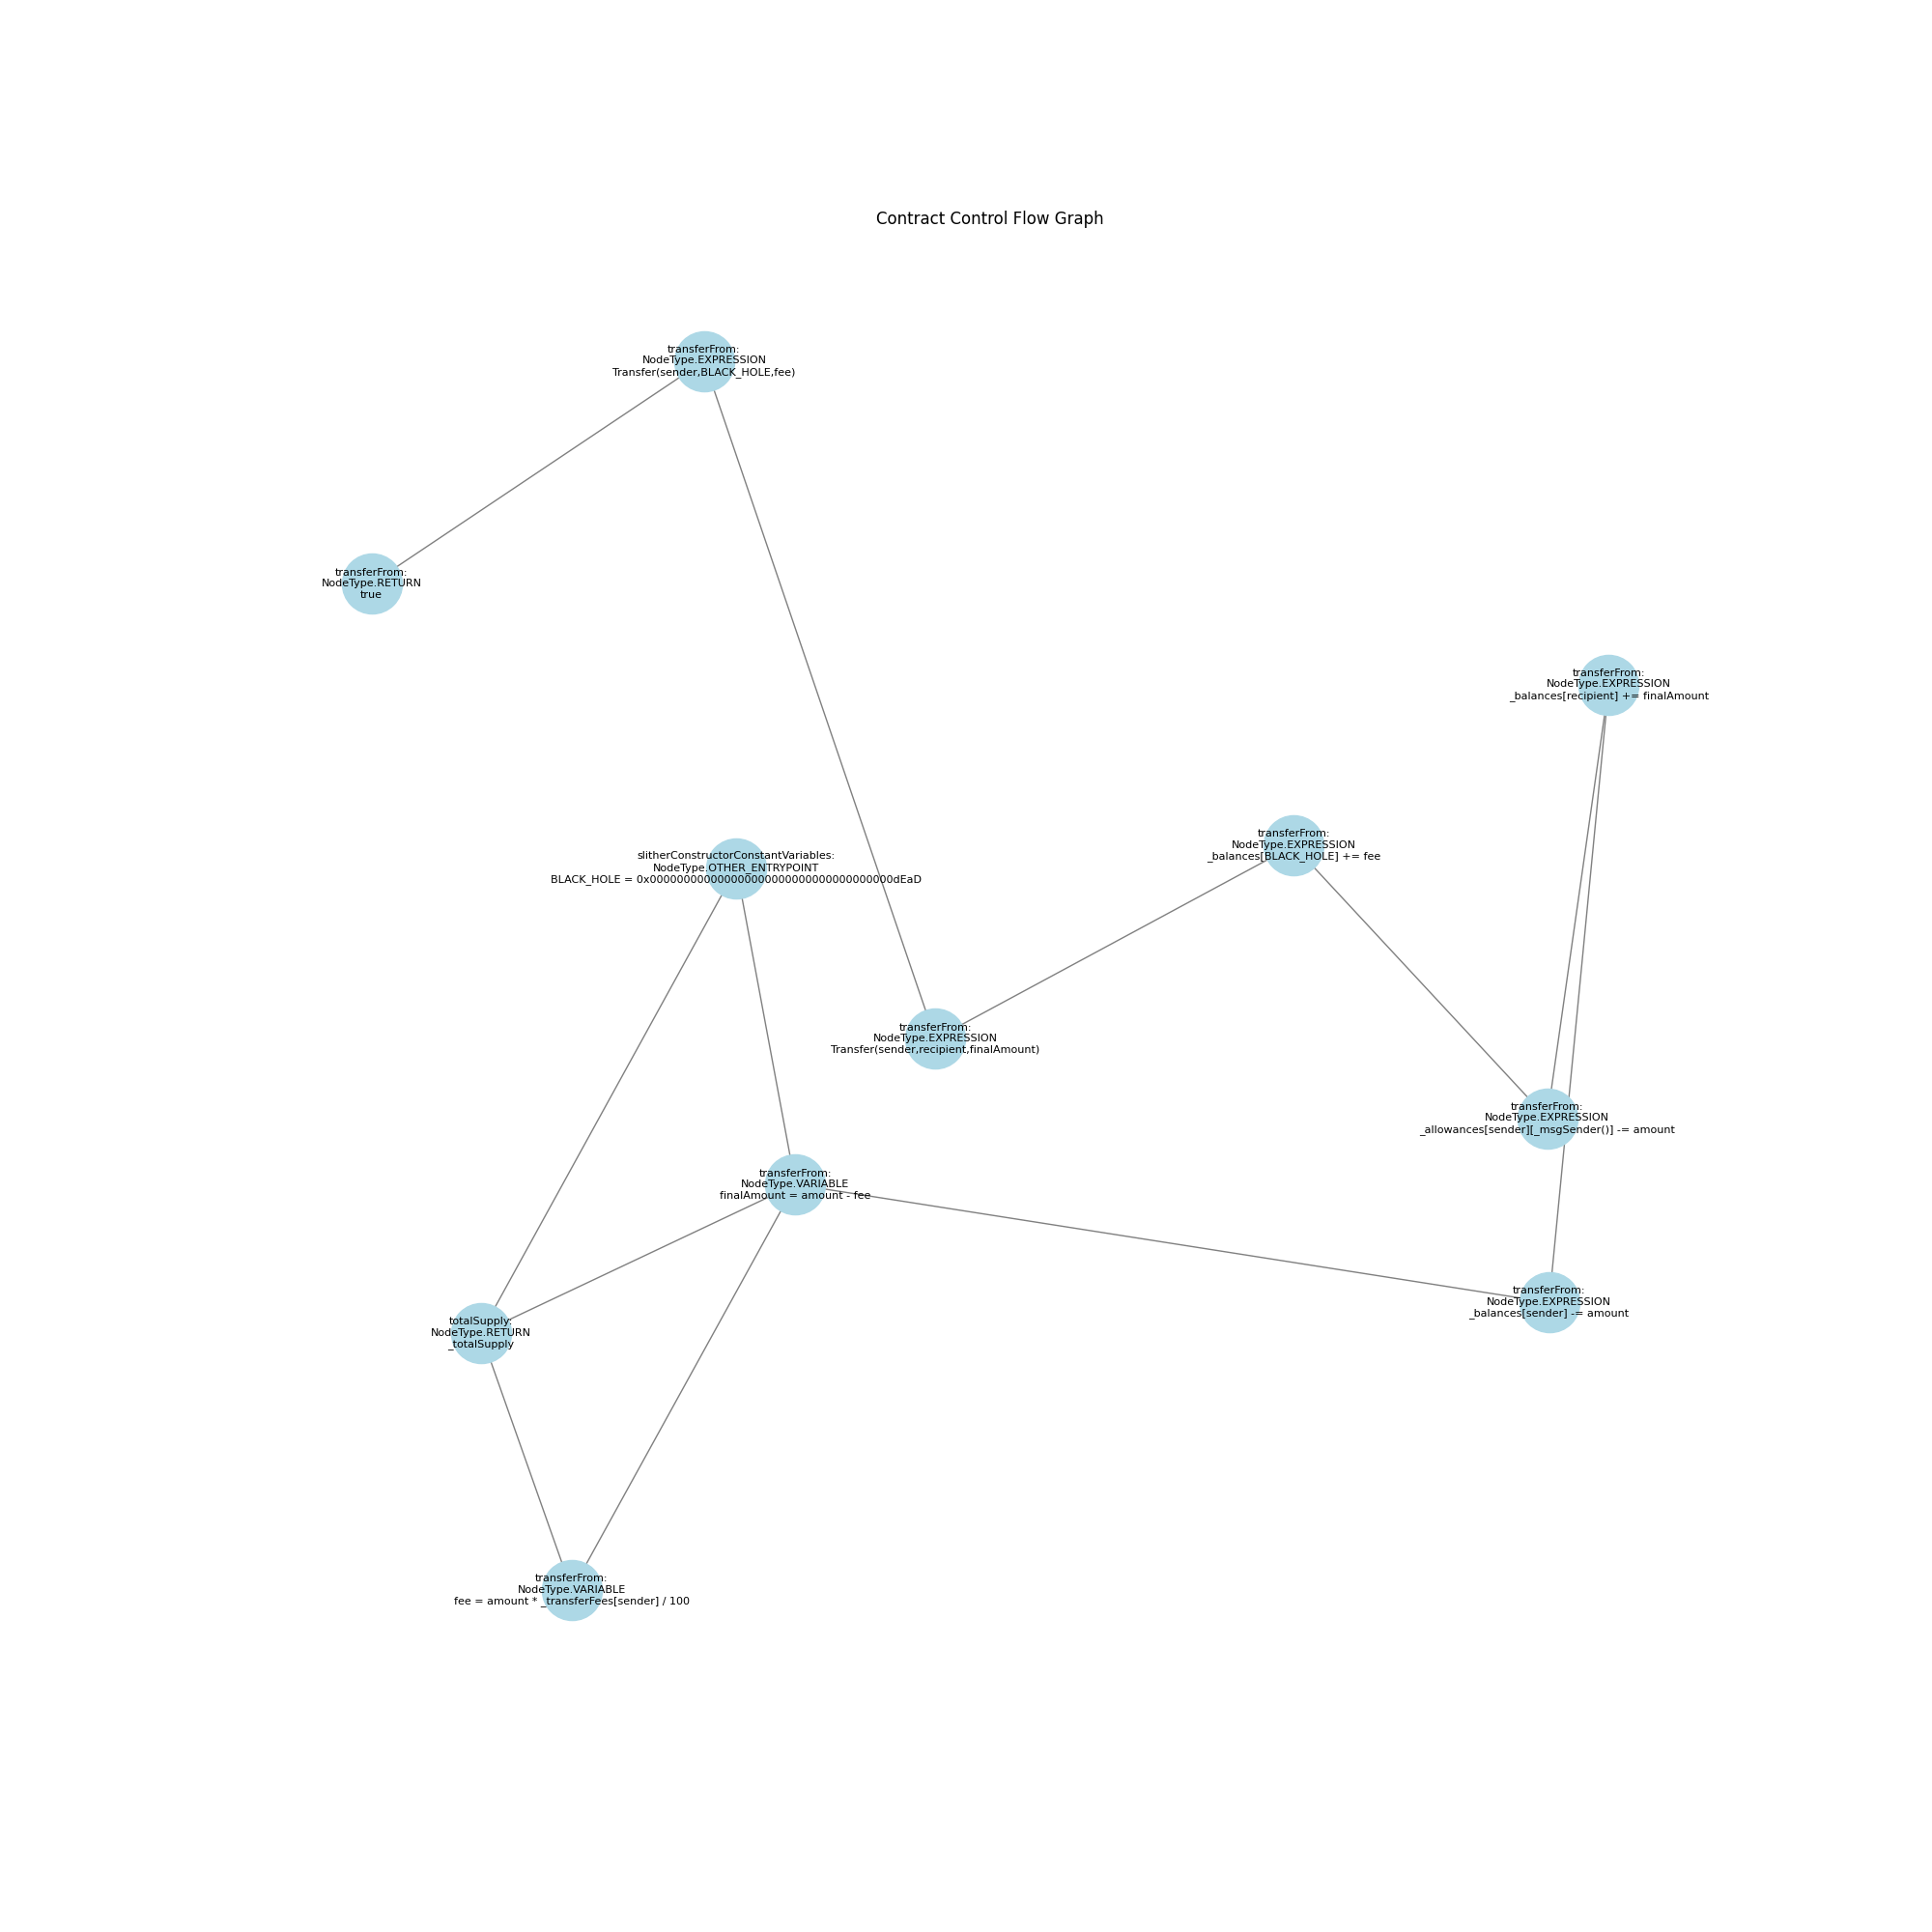 Contract Control Flow Graph
transferFrom:
NodeType.EXPRESSION
Transfer(sender,BLACK_HOLE,fee)
transferFrom:
NodeType.RETURN
true
transferFrom:
NodeType.EXPRESSION
_balances[recipient] += finalAmount
transferFrom:
NodeType.EXPRESSION
_balances[BLACK_HOLE] += fee
slitherConstructorConstantVariables:
NodeType.OTHER_ENTRYPOINT
BLACK_HOLE = 0x000000000000000000000000000000000000dEaD
transferFrom:
NodeType.EXPRESSION
Transfer(sender,recipient,finalAmount)
transferFrom:
NodeType.EXPRESSION
_allowances[sender][_msgSender()] -= amount
transferFrom:
NodeType.VARIABLE
finalAmount = amount - fee
transferFrom:
NodeType.EXPRESSION
_balances[sender] -= amount
totalSupply:
NodeType.RETURN
_totalSupply
transferFrom:
NodeType.VARIABLE
fee = amount * _transferFees[sender] / 100